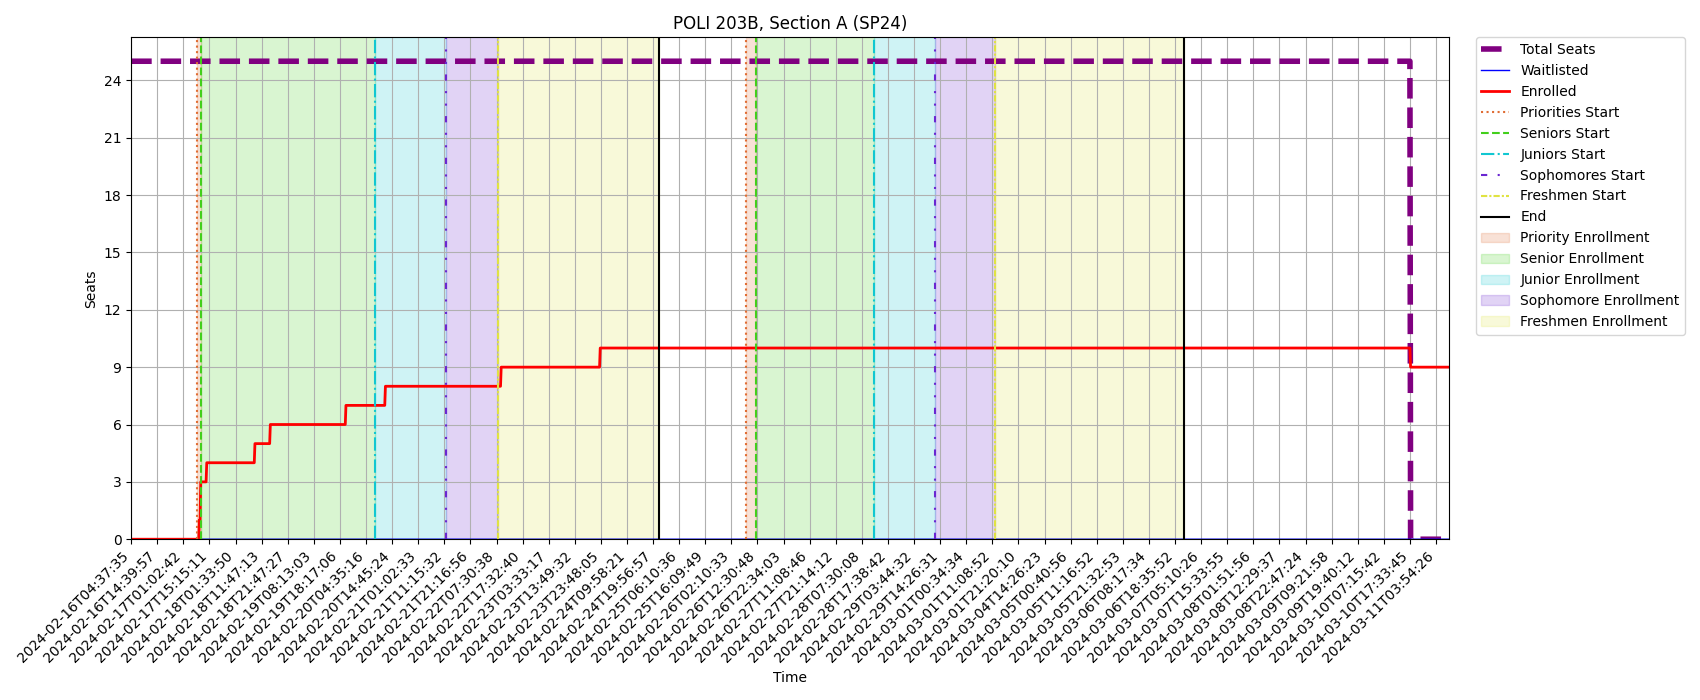 POLI 203B, Section A (SP24)
Seats
24
21
18
15
12
9
6
3
0
2024-02-16T04:37:35
2024-02-16T14:39:57
2024-02-17T01:02:42
2024-02-17T15:15:11
2024-02-18T01:33:50
2024-02-18T11:47:13
2024-02-18T21:47:27
2024-02-19T08:13:03
2024-02-19T18:17:06
2024-02-20T04:35:16
2024-02-20T14:45:24
2024-02-21T01:02:33
2024-02-21T11:15:32
2024-02-21T21:16:56
2024-02-22T07:30:38
2024-02-22T17:32:40
2024-02-23T03:33:17
2024-02-23T13:49:32
2024-02-23T23:48:05
2024-02-24T09:58:21
2024-02-24T19:56:57
2024-02-25T06:10:36
2024-02-25T16:09:49
2024-02-26T02:10:33
2024-02-26T12:30:48
2024-02-26T22:34:03
2024-02-27T11:08:46
2024-02-27T21:14:12
2024-02-28T07:30:08
2024-02-28T17:38:42
2024-02-29T03:44:32
2024-02-29T14:26:31
2024-03-01T00:34:34
2024-03-01T11:08:52
2024-03-01T21:20:10
2024-03-04T14:26:23
2024-03-05T00:40:56
2024-03-05T11:16:52
2024-03-05T21:32:53
2024-03-06T08:17:34
2024-03-06T18:35:52
2024-03-07T05:10:26
2024-03-07T15:33:55
2024-03-08T01:51:56
2024-03-08T12:29:37
2024-03-08T22:47:24
2024-03-09T09:21:58
2024-03-09T19:40:12
2024-03-10T07:15:42
2024-03-10T17:33:45
2024-03-11T03:54:26
Time
Total Seats
Waitlisted
Enrolled
Priorities Start
Seniors Start
Juniors Start
Sophomores Start
Freshmen Start
End
Priority Enrollment
Senior Enrollment
Junior Enrollment
Sophomore Enrollment
Freshmen Enrollment